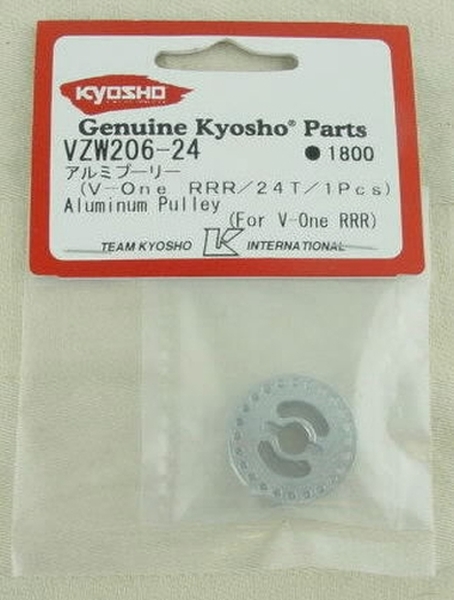 KYOSHO
Genuine Kyosho® Parts
VZW206-24 ●1800
アルミプーリー
(V-One RRR/24T/1Pcs)
Aluminum Pulley
(For V-One RRR)
TEAM KYOSHO K INTERNATIONAL